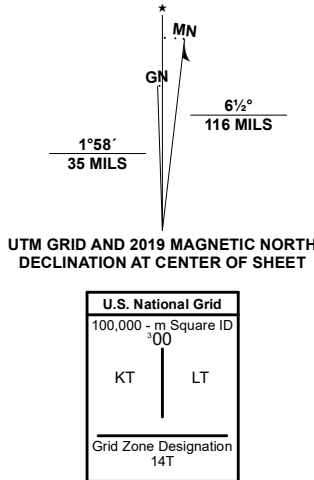 ★
MN
GN
6½°
116 MILS
1°58´
35 MILS
UTM GRID AND 2019 MAGNETIC NORTH
DECLINATION AT CENTER OF SHEET
U.S. National Grid
100,000 - m Square ID
³00
KT LT
Grid Zone Designation
14T